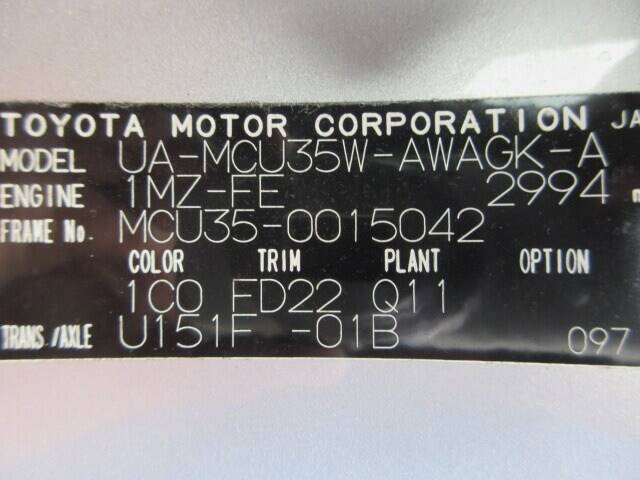 TOYOTA MOTOR CORPORATION JA
MODEL UA-MCU35W-AWAGK-A
ENGINE 1MZ-FE 2994 m
FRAME No. MCU35-0015042
COLOR TRIM PLANT OPTION
1C0 FD22 Q11
TRANS./AXLE U151F -01B 097